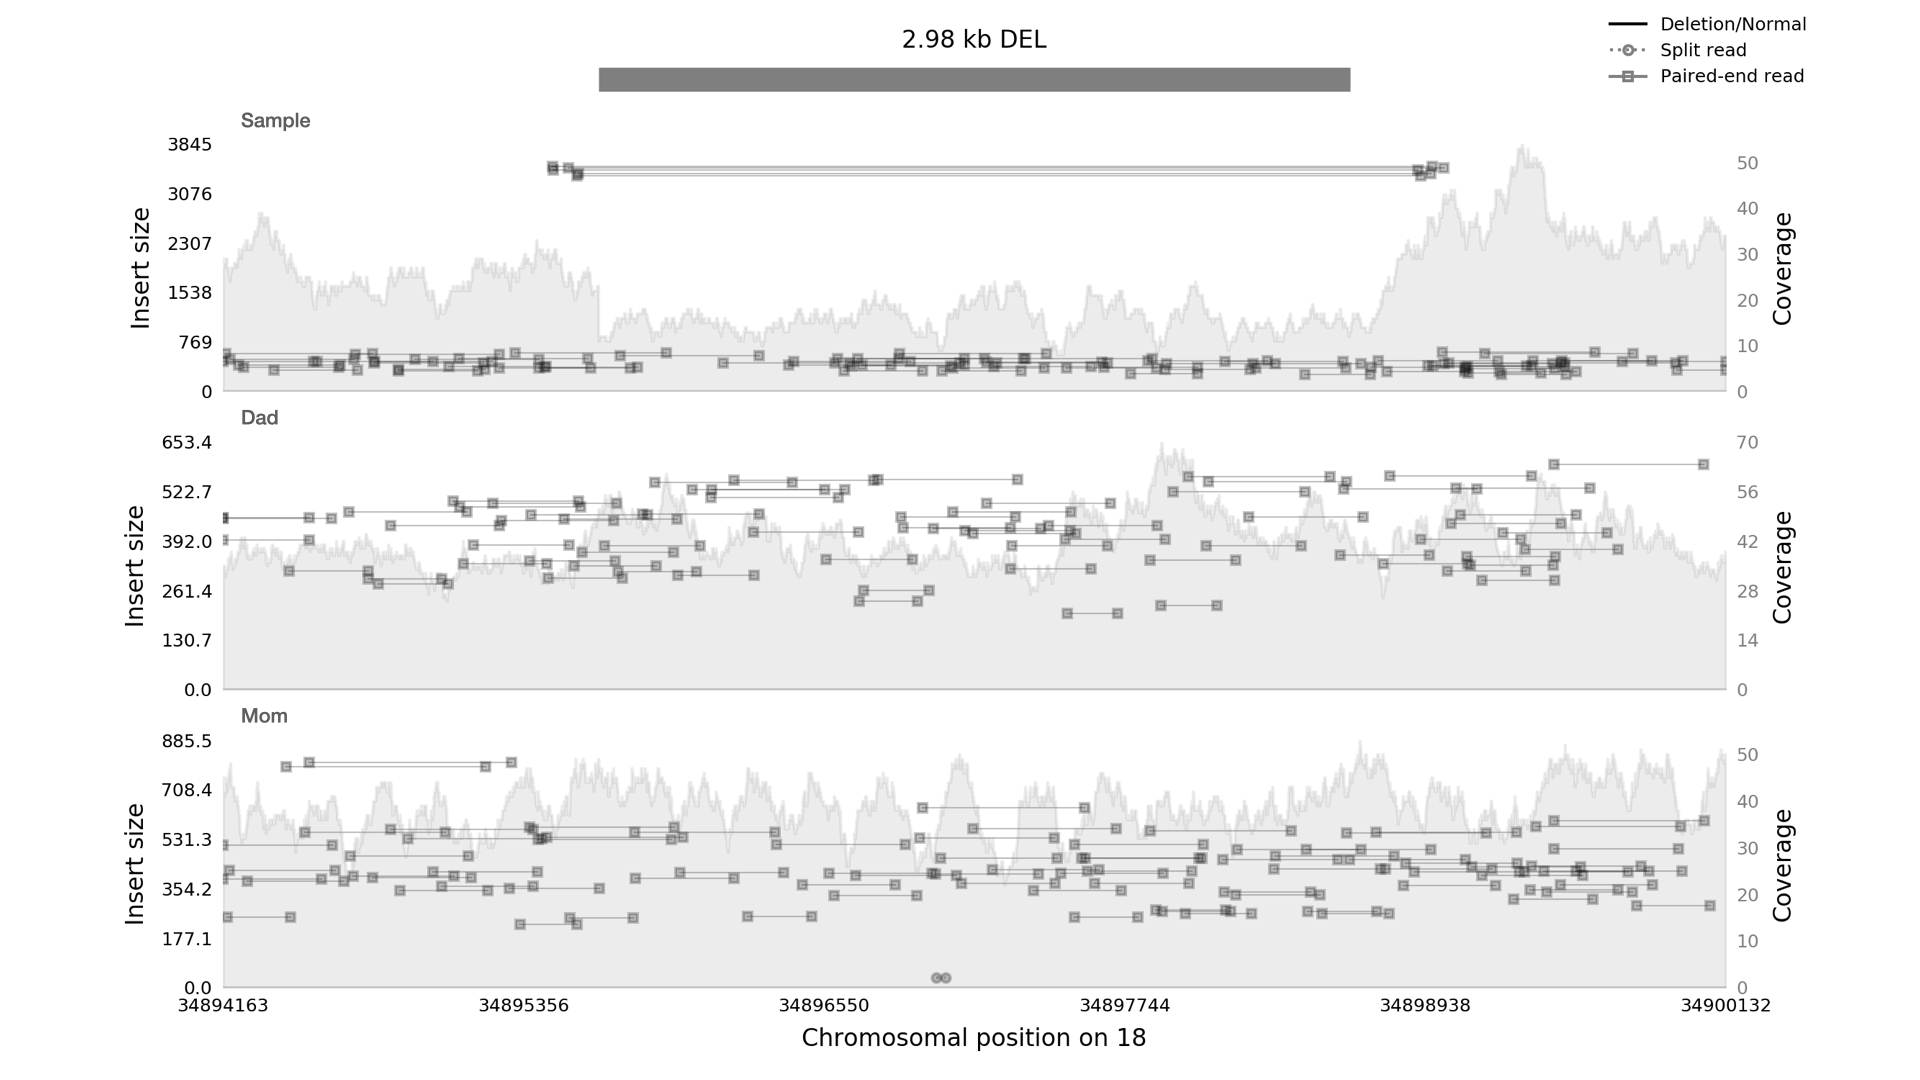 2.98 kb DEL
Deletion/Normal
Split read
Paired-end read
Sample
3845
3076
2307
1538
769
0
Insert size
50
40
30
20
10
0
Coverage
Dad
653.4
522.7
392.0
261.4
130.7
0.0
Insert size
70
56
42
28
14
0
Coverage
Mom
885.5
708.4
531.3
354.2
177.1
0.0
Insert size
50
40
30
20
10
0
Coverage
34894163 34895356 34896550 34897744 34898938 34900132
Chromosomal position on 18